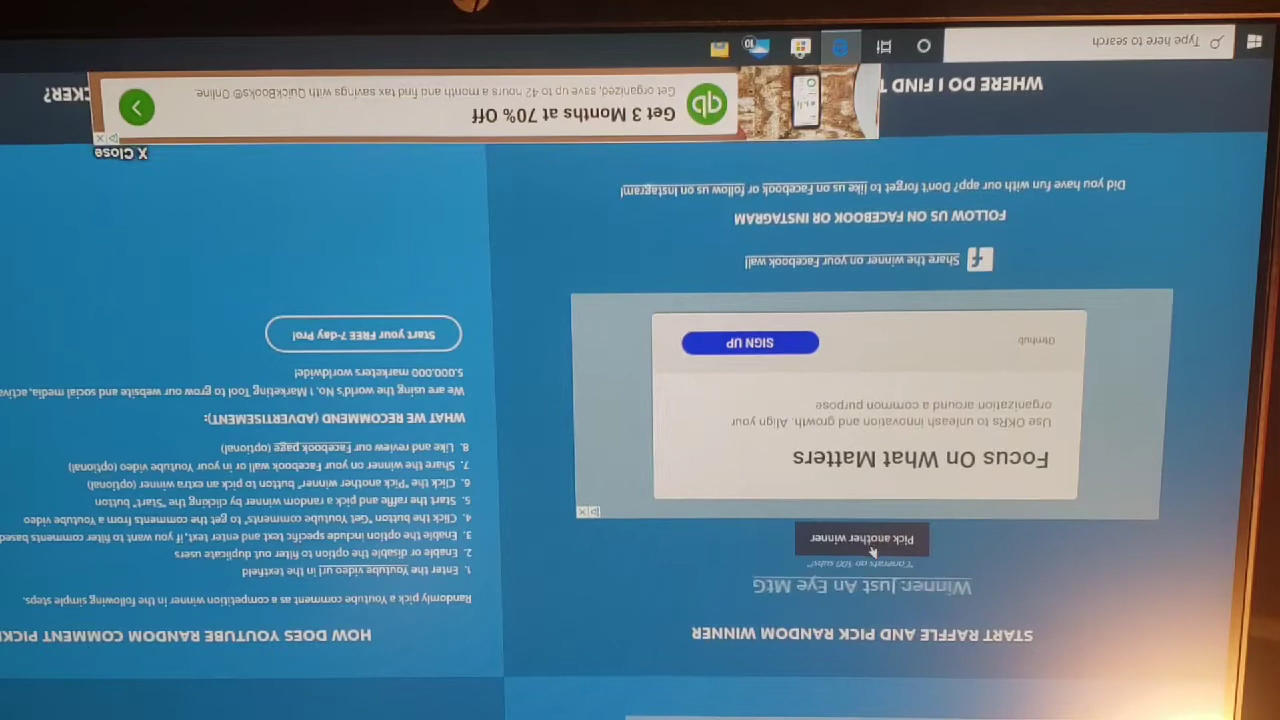 START RAFFLE AND PICK RANDOM WINNER
Winner: Just An Eye MtG
"Congrats on 300 subs"
Pick another winner
Focus On What Matters
Use OKRs to unleash innovation and growth. Align your
organization around a common purpose
Gtmhub
SIGN UP
Share the winner on your Facebook wall
FOLLOW US ON FACEBOOK OR INSTAGRAM
Did you have fun with our app? Don't forget to like us on Facebook or follow us on Instagram!
HOW DOES YOUTUBE RANDOM COMMENT
Randomly pick a Youtube comment as a competition winner in the following simple steps.
1. Enter the Youtube video url in the textfield
2. Enable or disable the option to filter out duplicate users
3. Enable the option include specific text and enter text, if you want to filter comments based
4. Click the button "Get Youtube comments" to get the comments from a Youtube video
5. Start the raffle and pick a random winner by clicking the "Start" button
6. Click the "Pick another winner" button to pick an extra winner (optional)
7. Share the winner on your Facebook wall or in your Youtube video (optional)
8. Like and review our Facebook page (optional)
WHAT WE RECOMMEND (ADVERTISEMENT):
We are using the world's No. 1 Marketing Tool to grow our website and social media,
5.000.000 marketers worldwide!
Start your FREE 7-day Pro!
X Close
WHERE DO I FIND
CKER?
qb
Get 3 Months at 70% Off
Get organized, save up to 42 hours a month and find tax savings with QuickBooks® Online.
Type here to search
10